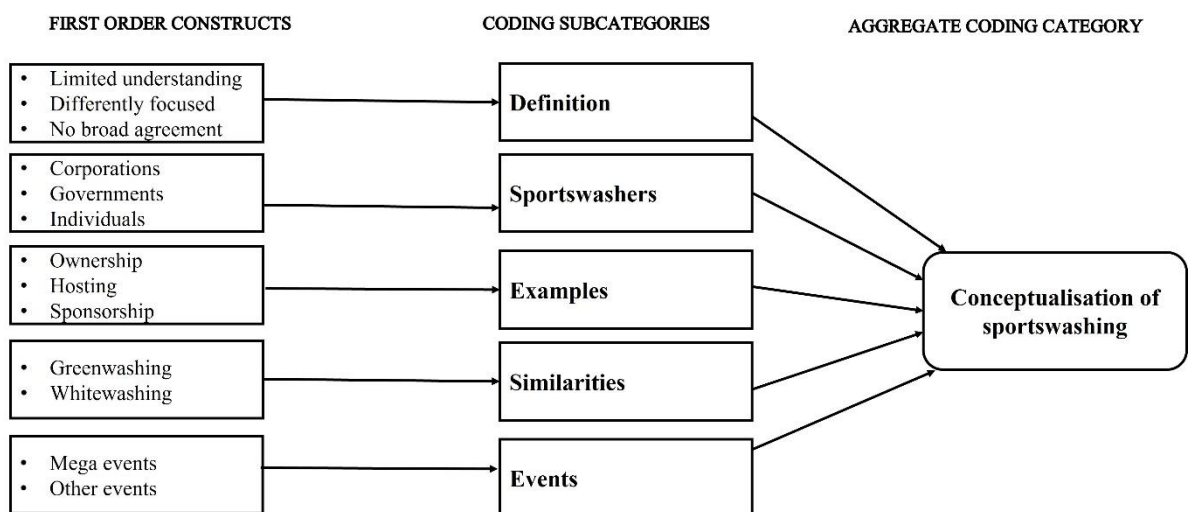 FIRST ORDER CONSTRUCTS
CODING SUBCATEGORIES
AGGREGATE CODING CATEGORY
• Limited understanding
• Differently focused
• No broad agreement
Definition
• Corporations
• Governments
• Individuals
Sportswashers
• Ownership
• Hosting
• Sponsorship
Examples
• Greenwashing
• Whitewashing
Similarities
• Mega events
• Other events
Events
Conceptualisation of
sportswashing